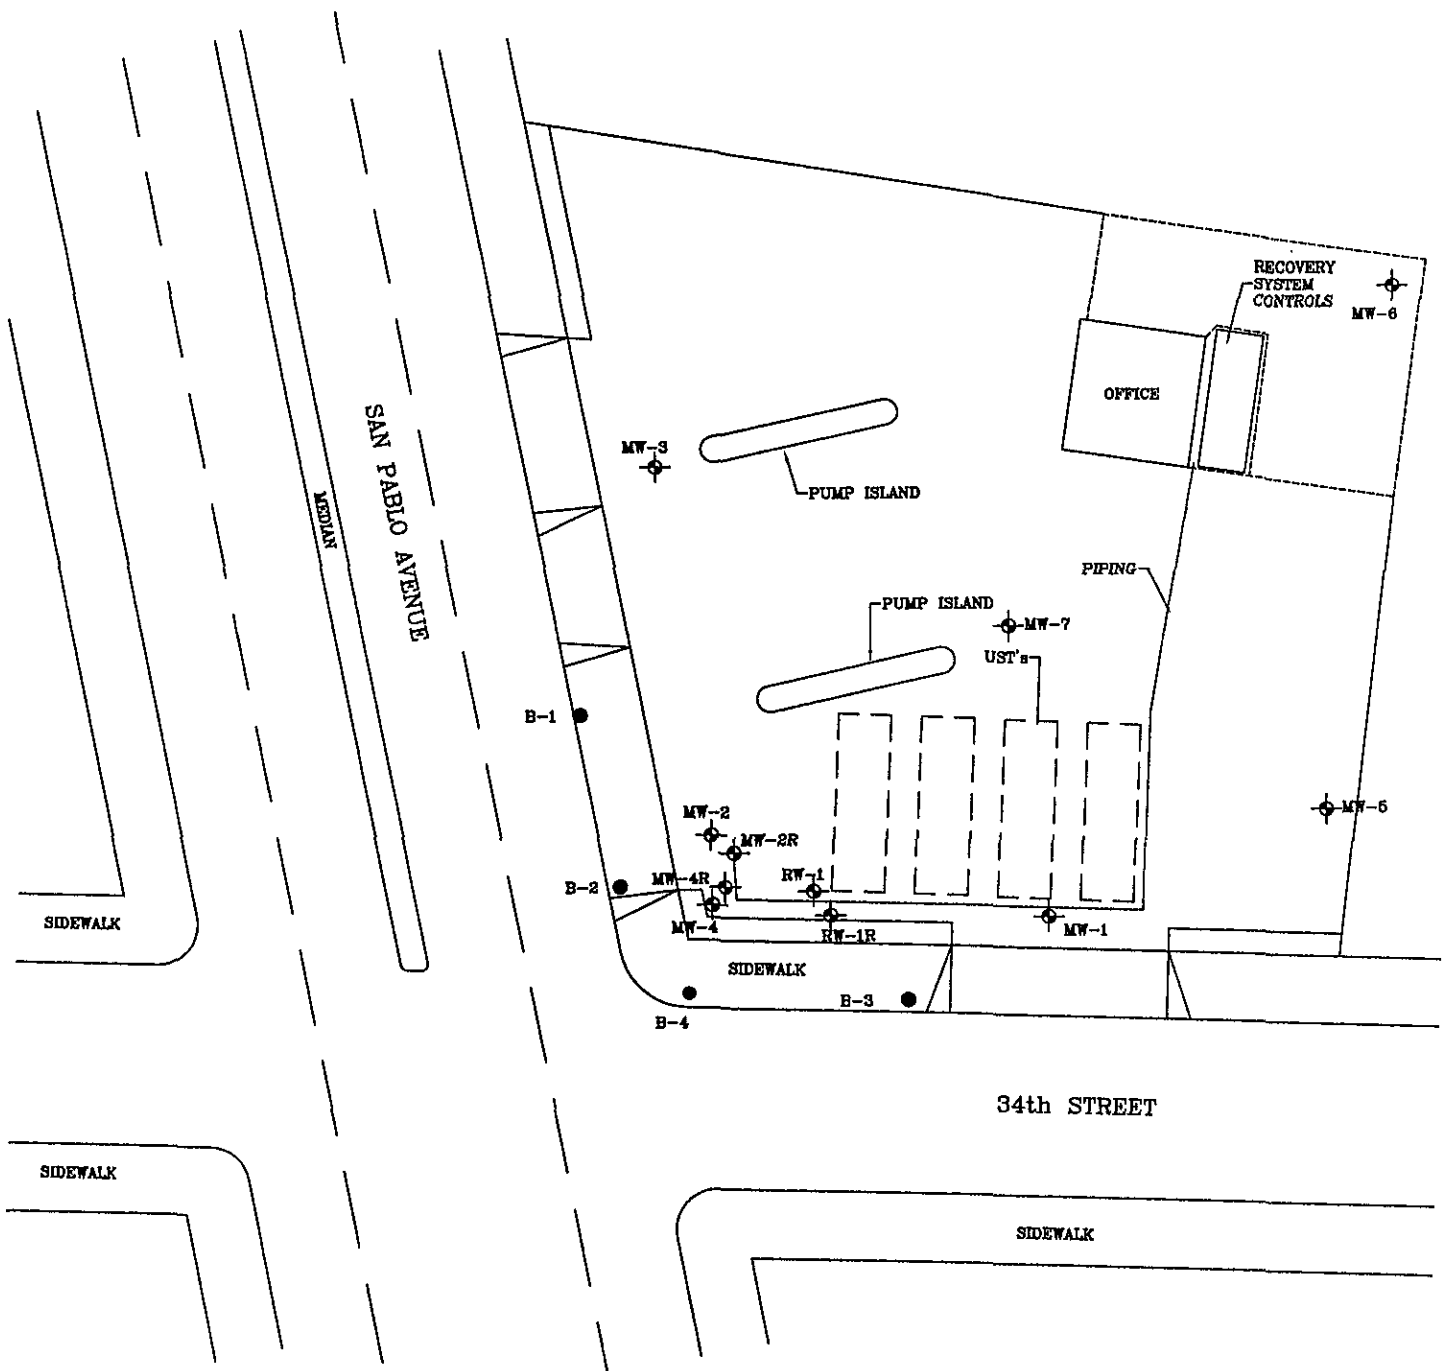 RECOVERY
SYSTEM
CONTROLS
MW-6
OFFICE
SAN PABLO AVENUE
MEDIAN
MW-3
PUMP ISLAND
PIPING
PUMP ISLAND
MW-7
UST's
B-1
MW-5
MW-2
MW-2R
B-2
MW-4R
RW-1
MW-4
RW-1R
MW-1
SIDEWALK
SIDEWALK
B-3
B-4
34th STREET
SIDEWALK
SIDEWALK